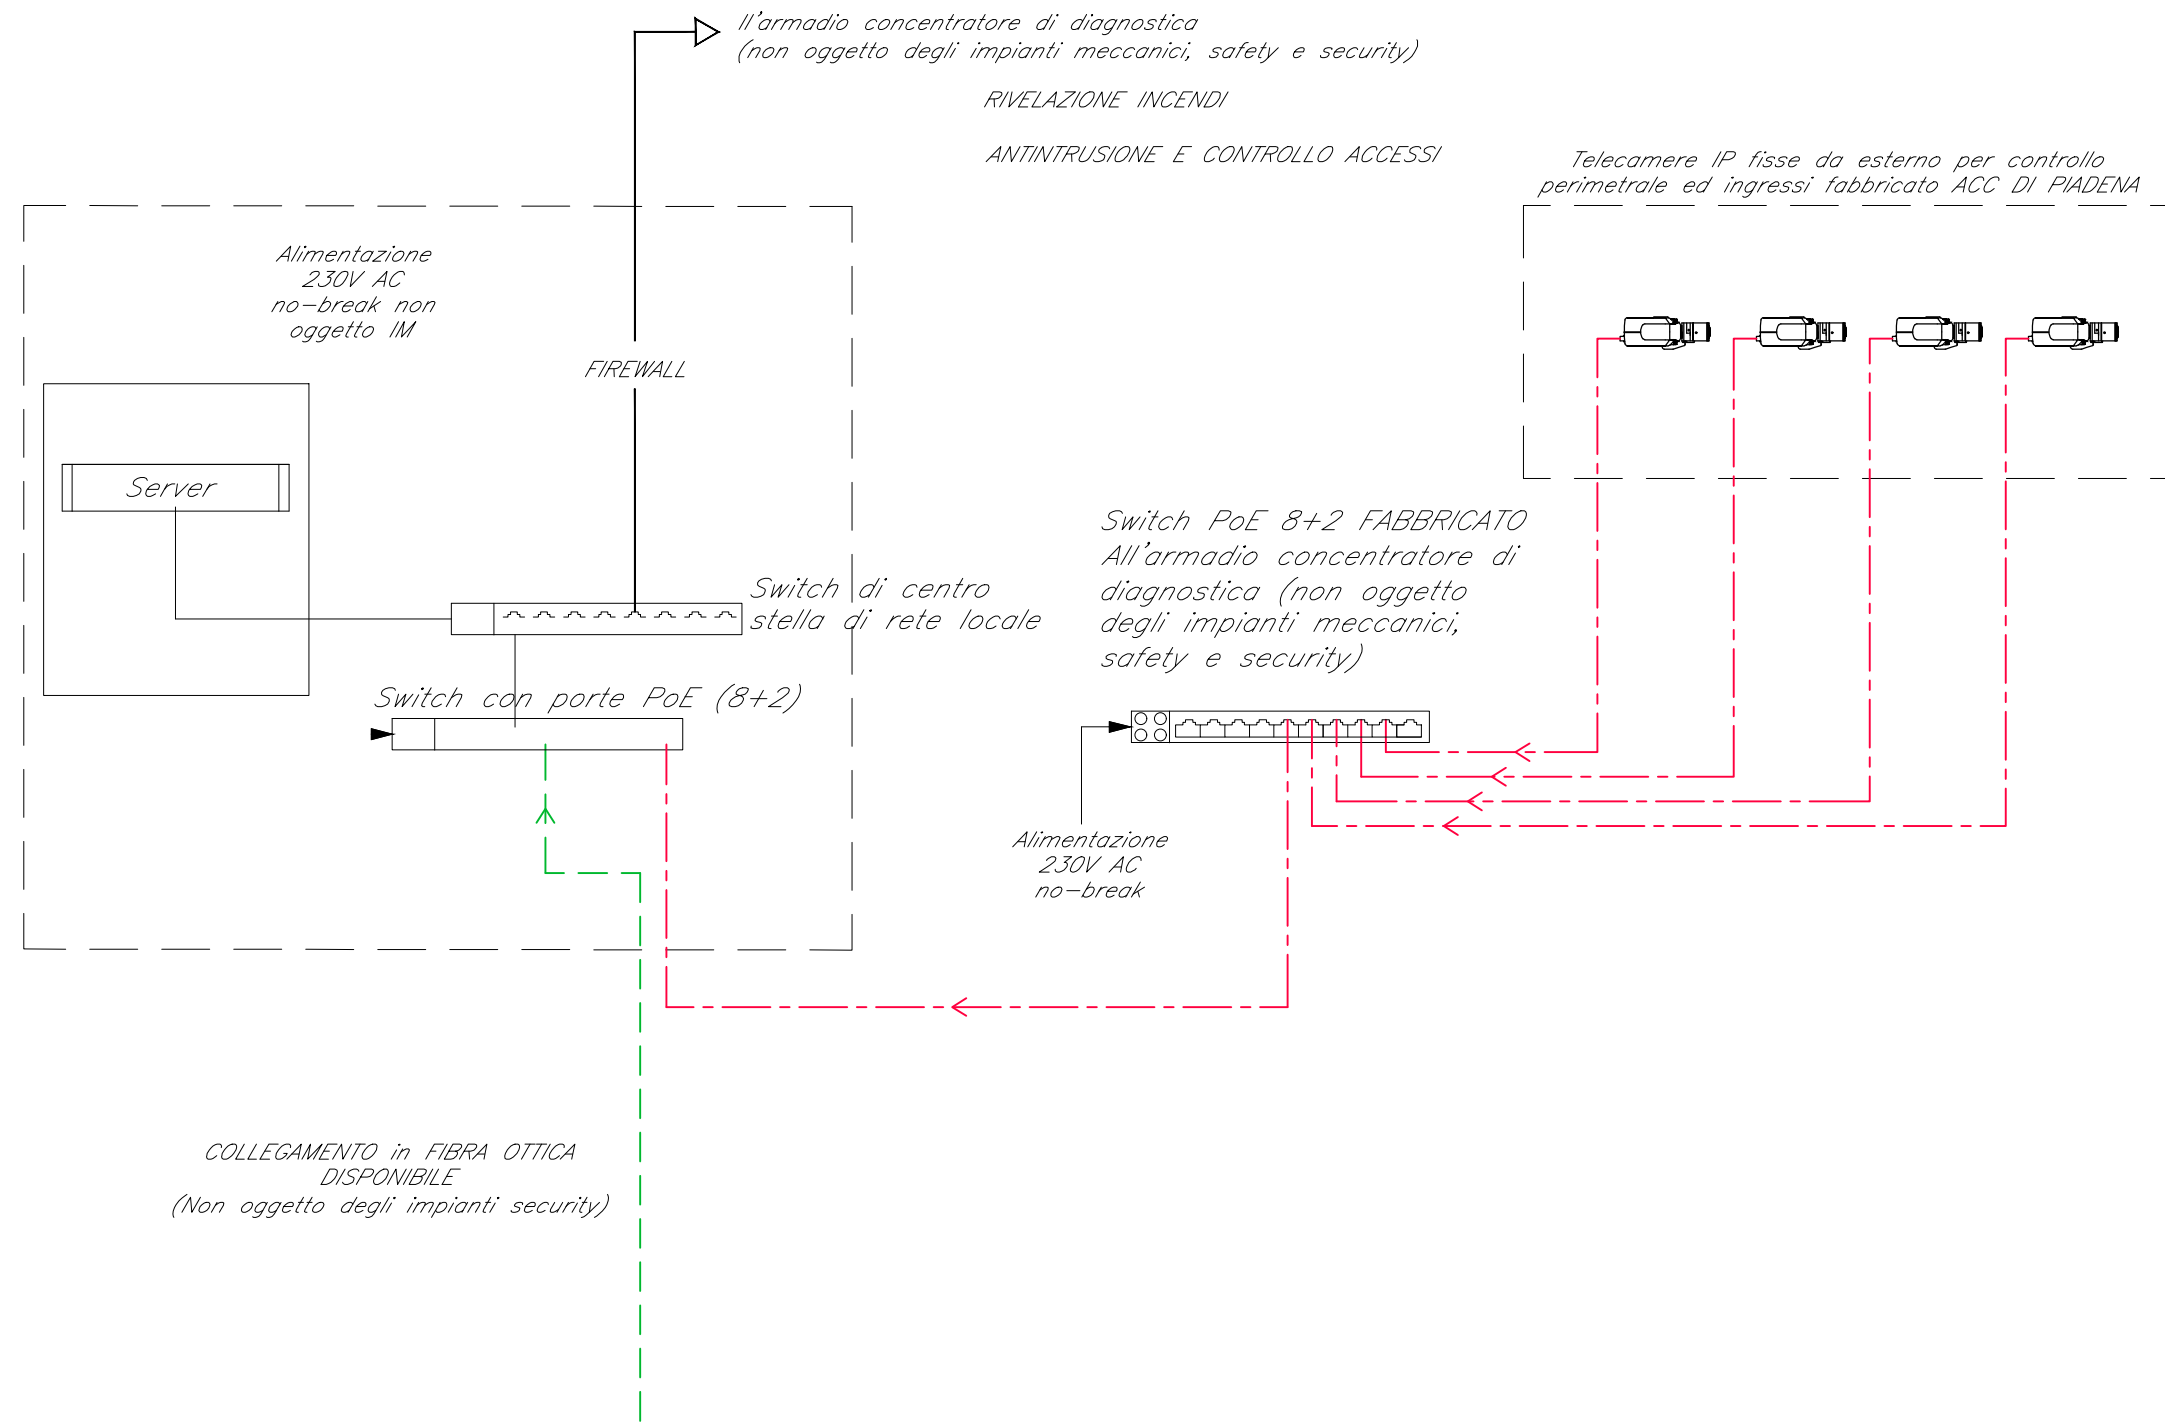 ll'armadio concentratore di diagnostica
(non oggetto degli impianti meccanici, safety e security)
RIVELAZIONE INCENDI
ANTINTRUSIONE E CONTROLLO ACCESSI
Telecamere IP fisse da esterno per controllo
perimetrale ed ingressi fabbricato ACC DI PIADENA
Alimentazione
230V AC
no-break non
oggetto IM
FIREWALL
Server
Switch di centro
stella di rete locale
Switch con porte PoE (8+2)
Switch PoE 8+2 FABBRICATO
All'armadio concentratore di
diagnostica (non oggetto
degli impianti meccanici,
safety e security)
Alimentazione
230V AC
no-break
COLLEGAMENTO in FIBRA OTTICA
DISPONIBILE
(Non oggetto degli impianti security)